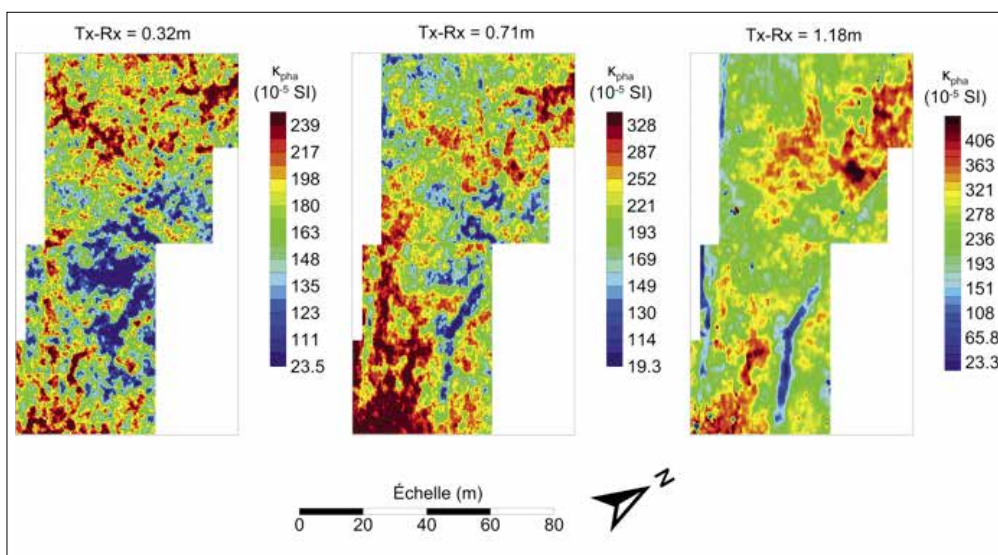 Tx-Rx = 0.32m
κpha
(10-5 SI)
239
217
198
180
163
148
135
123
111
23.5
Tx-Rx = 0.71m
κpha
(10-5 SI)
328
287
252
221
193
169
149
130
114
19.3
Tx-Rx = 1.18m
κpha
(10-5 SI)
406
363
321
278
236
193
151
108
65.8
23.3
Échelle (m)
0 20 40 60 80
N